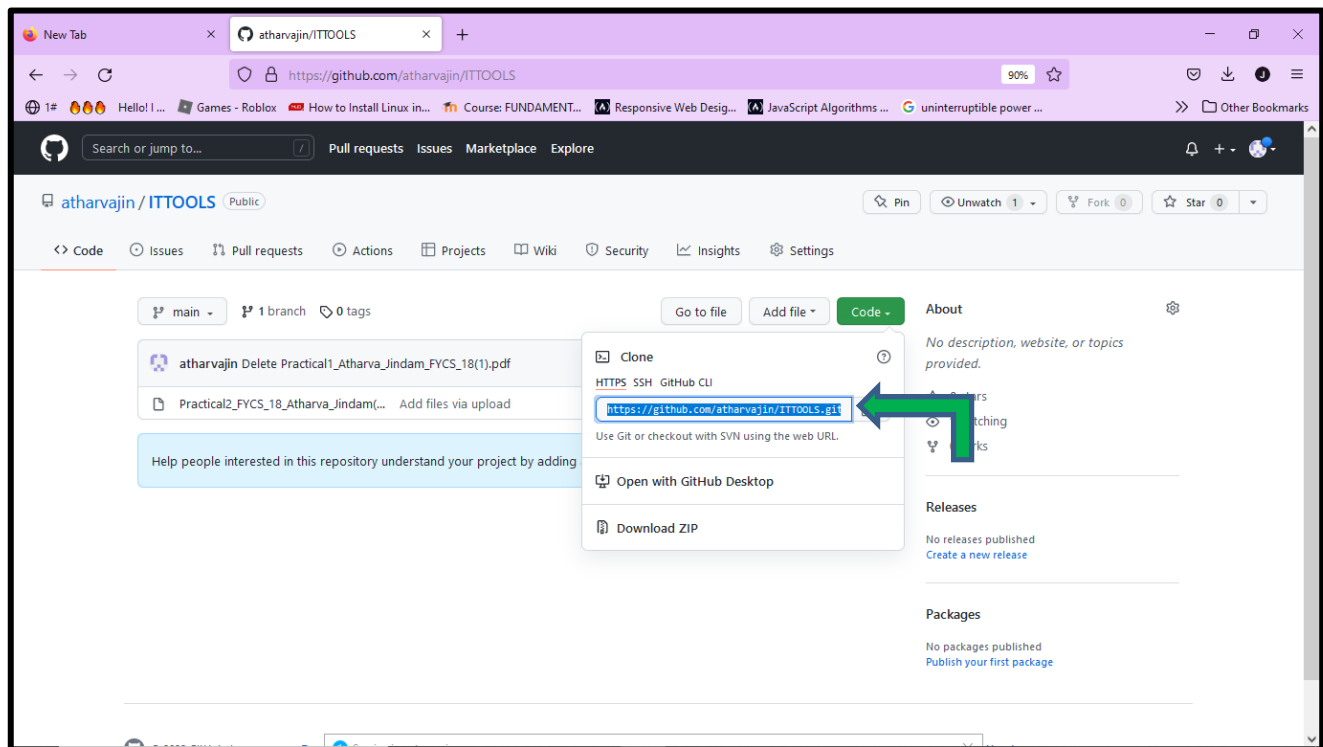 New Tab
atharvajin/ITTOOLS
https://github.com/atharvajin/ITTOOLS 90%
1# Hello! I ... Games - Roblox How to Install Linux in... Course: FUNDAMENT... Responsive Web Desig... JavaScript Algorithms ... uninterruptible power ... Other Bookmarks
Search or jump to... / Pull requests Issues Marketplace Explore
atharvajin / ITTOOLS Public Pin Unwatch 1 Fork 0 Star 0
Code Issues Pull requests Actions Projects Wiki Security Insights Settings
main 1 branch 0 tags Go to file Add file Code
atharvajin Delete Practical1_Atharva_Jindam_FYCS_18(1).pdf
Practical2_FYCS_18_Atharva_Jindam(... Add files via upload
Help people interested in this repository understand your project by adding
Clone
HTTPS SSH GitHub CLI
https://github.com/atharvajin/ITTOOLS.git
Use Git or checkout with SVN using the web URL.
Open with GitHub Desktop
Download ZIP
About
No description, website, or topics
provided.
Releases
No releases published
Create a new release
Packages
No packages published
Publish your first package